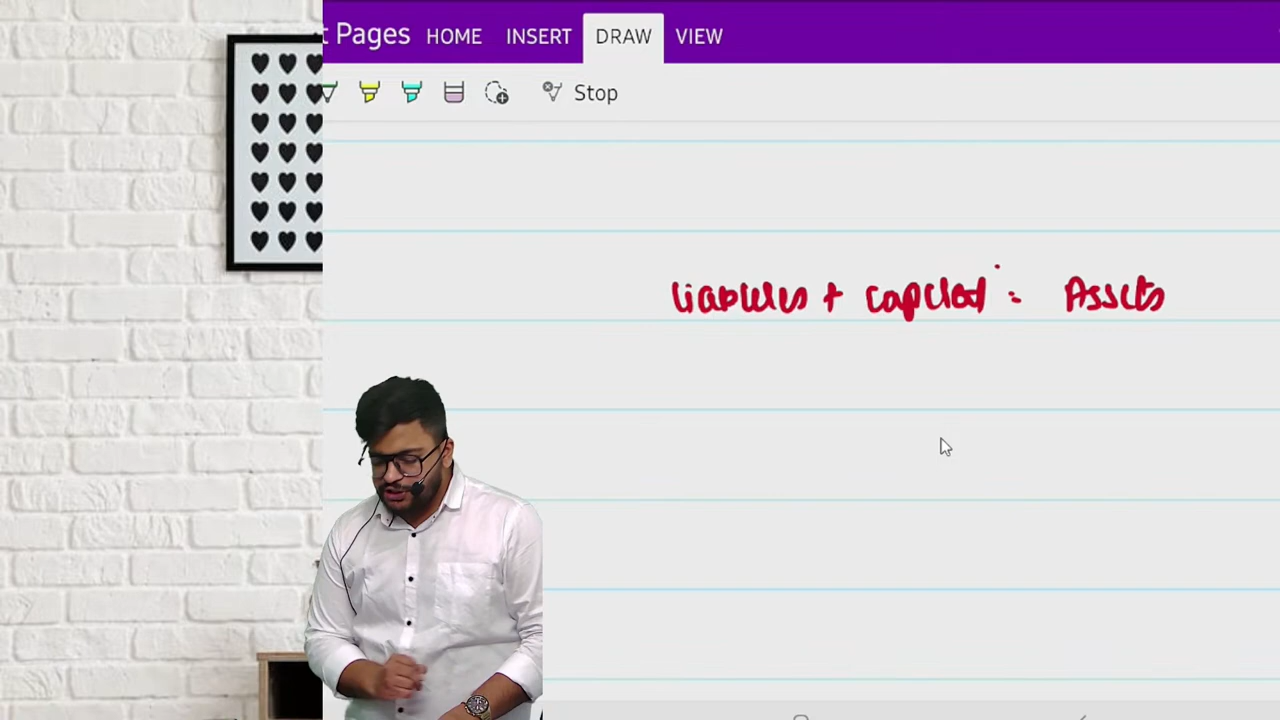 t Pages HOME INSERT DRAW VIEW
Stop
Liabilities + Capital = Assets